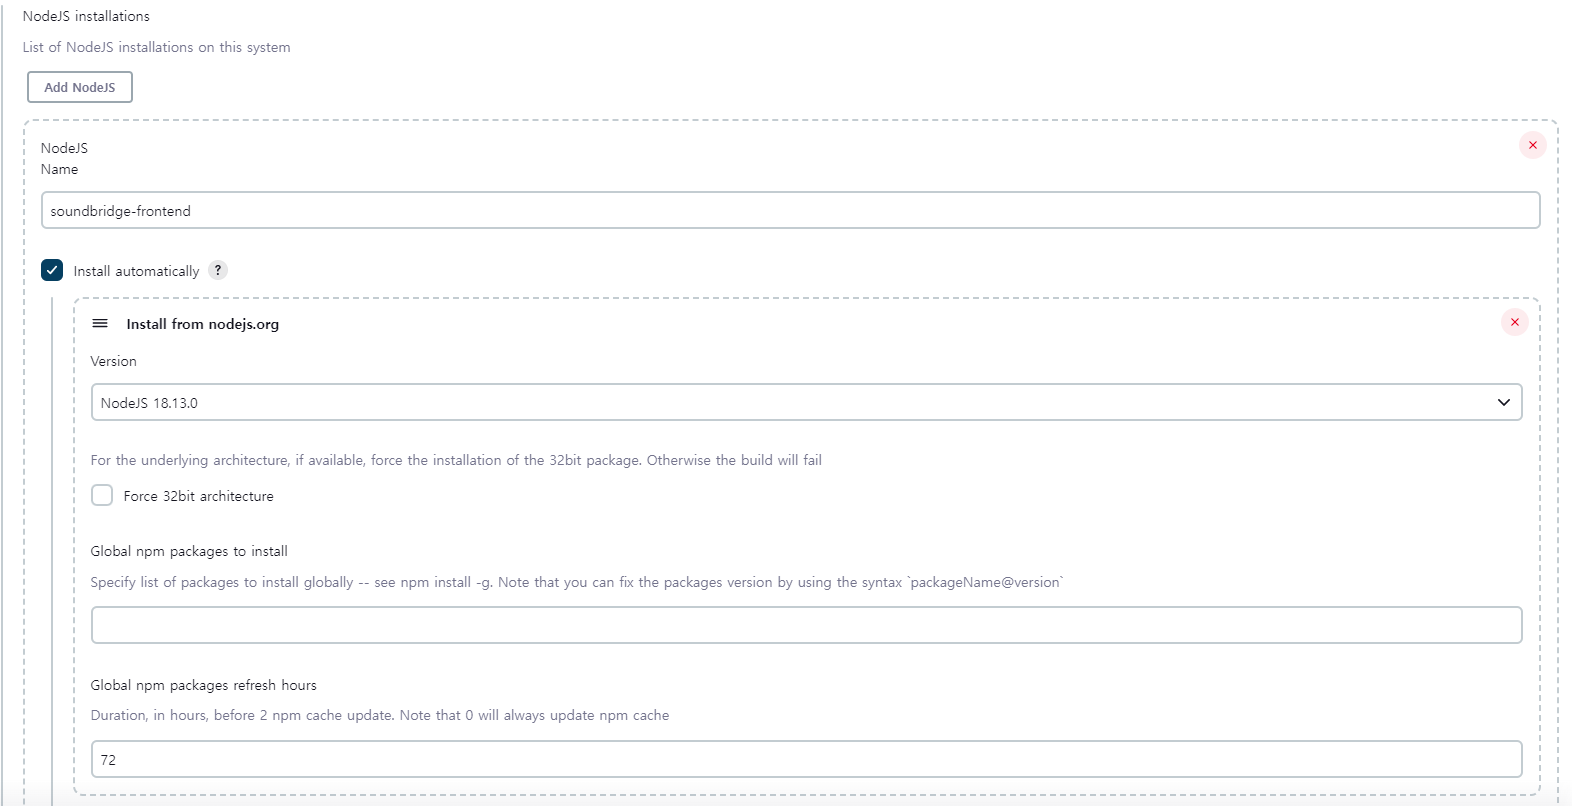 NodeJS installations
List of NodeJS installations on this system
Add NodeJS
NodeJS
Name
soundbridge-frontend
Install automatically ?
Install from nodejs.org
Version
NodeJS 18.13.0
For the underlying architecture, if available, force the installation of the 32bit package. Otherwise the build will fail
Force 32bit architecture
Global npm packages to install
Specify list of packages to install globally -- see npm install -g. Note that you can fix the packages version by using the syntax `packageName@version`
Global npm packages refresh hours
Duration, in hours, before 2 npm cache update. Note that 0 will always update npm cache
72